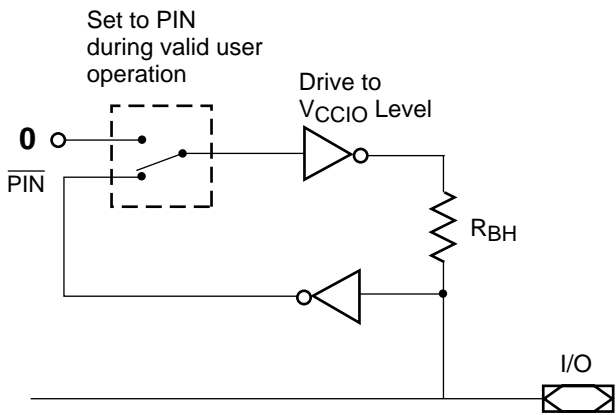 Set to PIN
during valid user
operation
Drive to
VCCIO Level
0
PIN
RBH
I/O